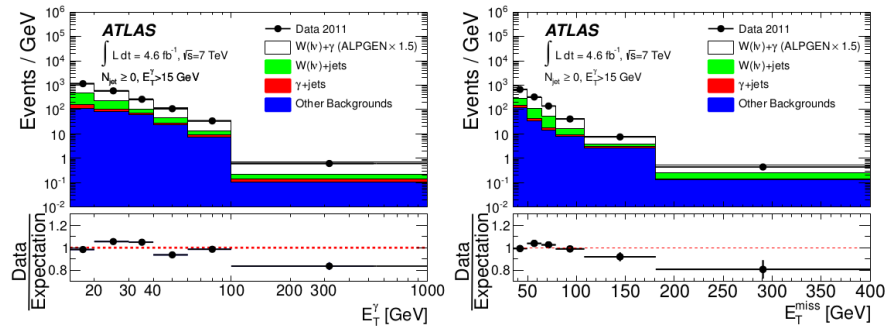 ATLAS
∫ L dt = 4.6 fb⁻¹, √s=7 TeV
N_jet ≥ 0, E_T^γ>15 GeV
Data 2011
W(lν)+γ (ALPGEN × 1.5)
W(lν)+jets
γ+jets
Other Backgrounds
Events / GeV
10⁶
10⁵
10⁴
10³
10²
10
1
10⁻¹
10⁻²
Data
Expectation
1.2
1
0.8
20 30 40 100 200 300 1000
E_T^γ [GeV]
ATLAS
∫ L dt = 4.6 fb⁻¹, √s=7 TeV
N_jet ≥ 0, E_T^γ>15 GeV
Data 2011
W(lν)+γ (ALPGEN × 1.5)
W(lν)+jets
γ+jets
Other Backgrounds
Events / GeV
10⁶
10⁵
10⁴
10³
10²
10
1
10⁻¹
10⁻²
Data
Expectation
1.2
1
0.8
50 100 150 200 250 300 350 400
E_T^miss [GeV]